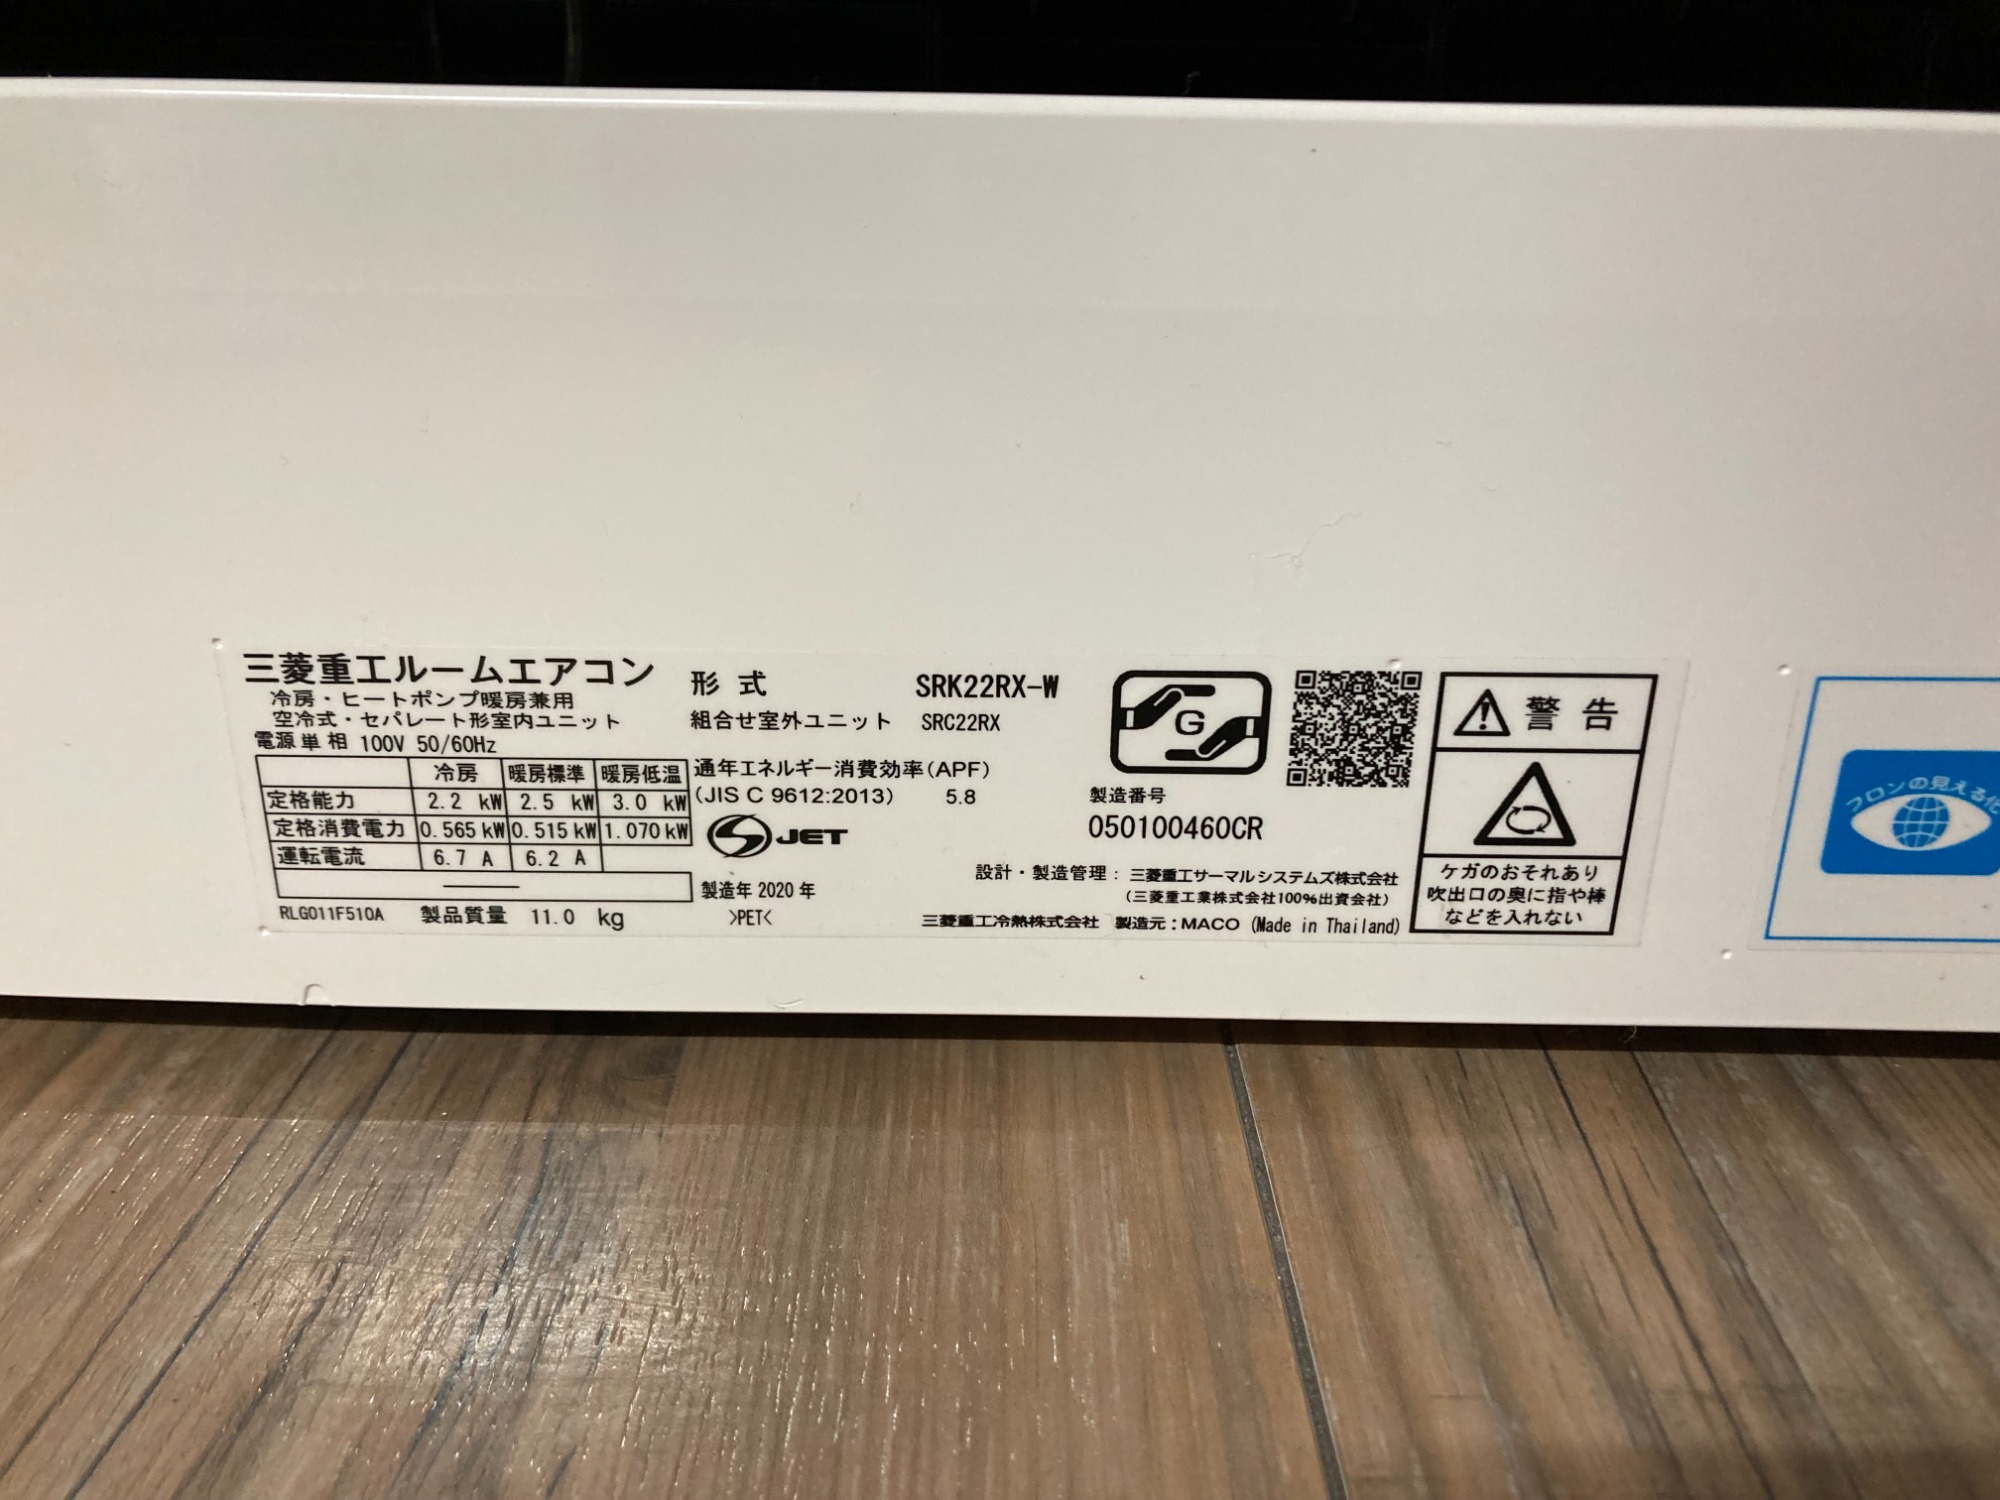 三菱重工ルームエアコン
冷房・ヒートポンプ暖房兼用
空冷式・セパレート形室内ユニット
電源 単相 100V 50/60Hz
形式 SRK22RX-W
組合せ室外ユニット SRC22RX
冷房 暖房標準 暖房低温
定格能力 2.2 kW 2.5 kW 3.0 kW
定格消費電力 0.565 kW 0.515 kW 1.070 kW
運転電流 6.7 A 6.2 A
RLG011F510A 製品質量 11.0 kg
通年エネルギー消費効率(APF)
(JIS C 9612:2013) 5.8
JET
製造年 2020 年
>PET<
G
製造番号
050100460CR
設計・製造管理: 三菱重工サーマルシステムズ株式会社
(三菱重工業株式会社100%出資会社)
三菱重工冷熱株式会社 製造元:MACO (Made in Thailand)
警告
ケガのおそれあり
吹出口の奥に指や棒
などを入れない
フロンの見える化